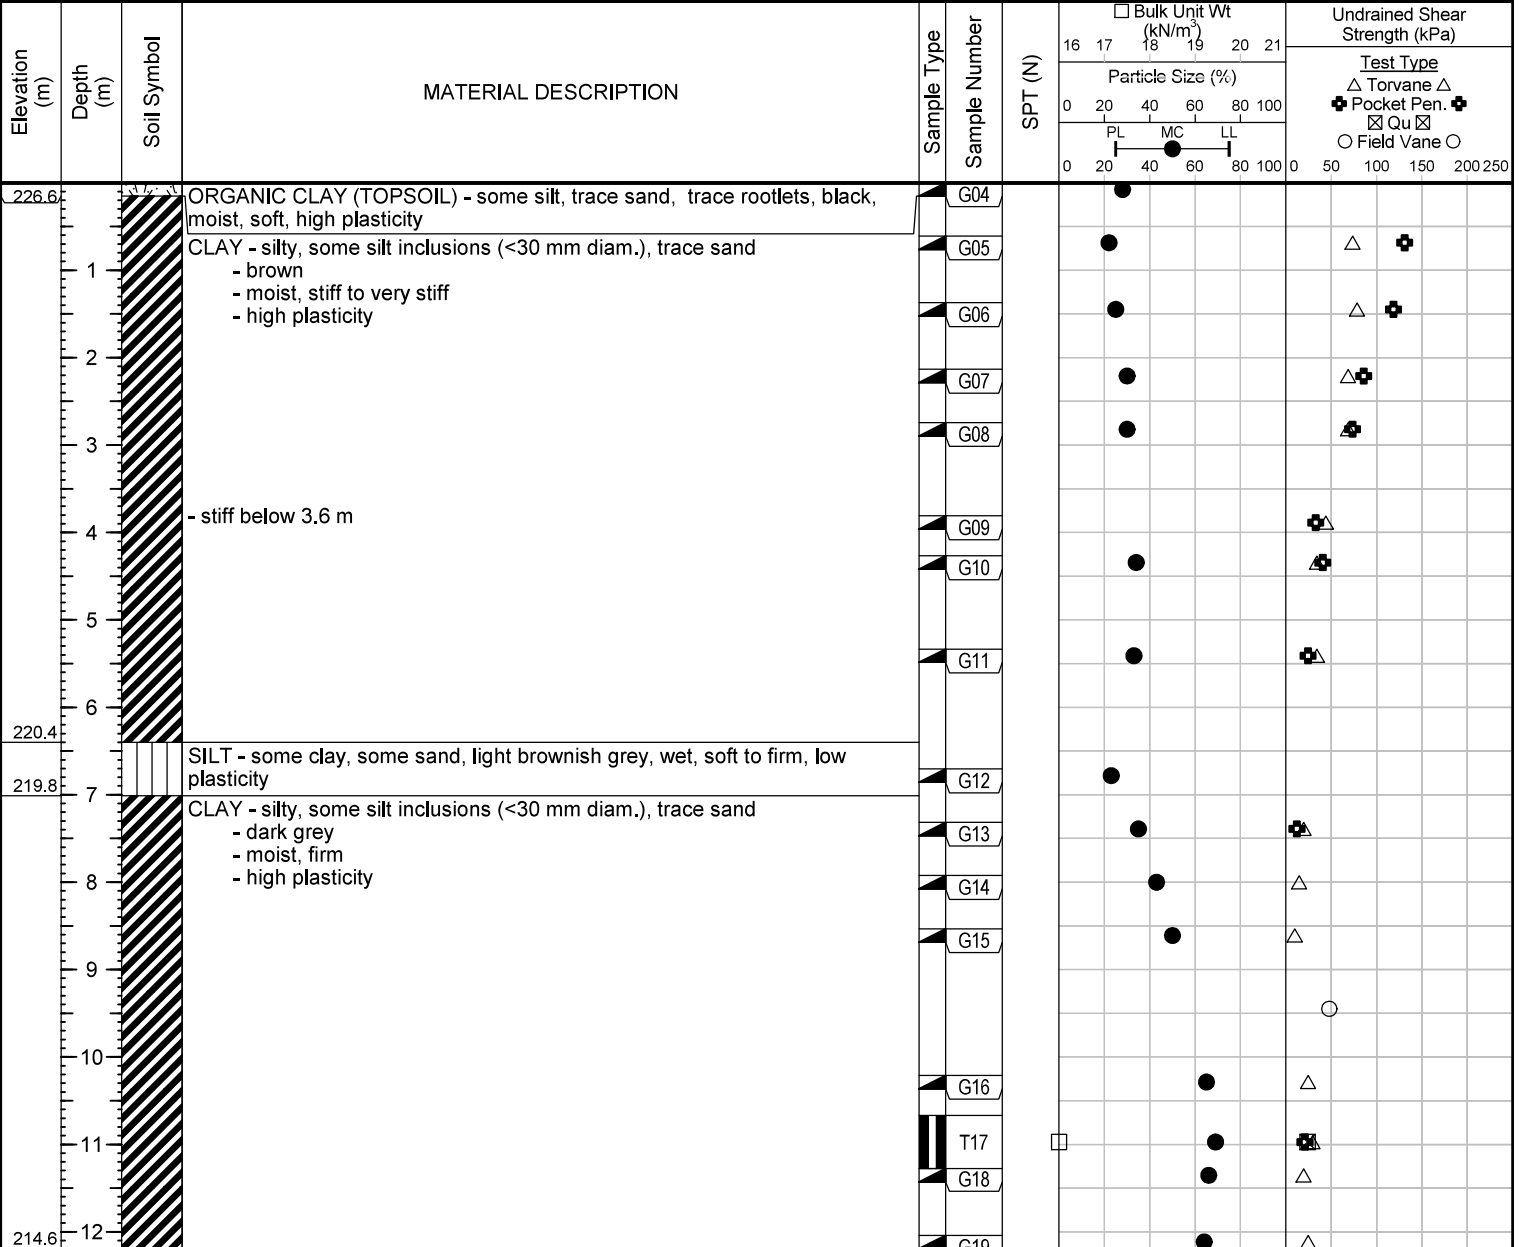 Elevation
(m)
Depth
(m)
Soil Symbol
MATERIAL DESCRIPTION
Sample Type
Sample Number
SPT (N)
Bulk Unit Wt
(kN/m³)
16 17 18 19 20 21
Particle Size (%)
0 20 40 60 80 100
PL MC LL
0 20 40 60 80 100
Undrained Shear
Strength (kPa)
Test Type
△ Torvane △
Pocket Pen.
☒ Qu ☒
○ Field Vane ○
0 50 100 150 200 250
226.6
ORGANIC CLAY (TOPSOIL) - some silt, trace sand, trace rootlets, black,
moist, soft, high plasticity
G04
CLAY - silty, some silt inclusions (<30 mm diam.), trace sand
G05
- brown
1
- moist, stiff to very stiff
- high plasticity
G06
2
G07
G08
3
- stiff below 3.6 m
G09
4
G10
5
G11
6
220.4
SILT - some clay, some sand, light brownish grey, wet, soft to firm, low
plasticity
G12
219.8
7
CLAY - silty, some silt inclusions (<30 mm diam.), trace sand
- dark grey
G13
- moist, firm
- high plasticity
8
G14
G15
9
10
G16
11
T17
G18
12
214.6
G19